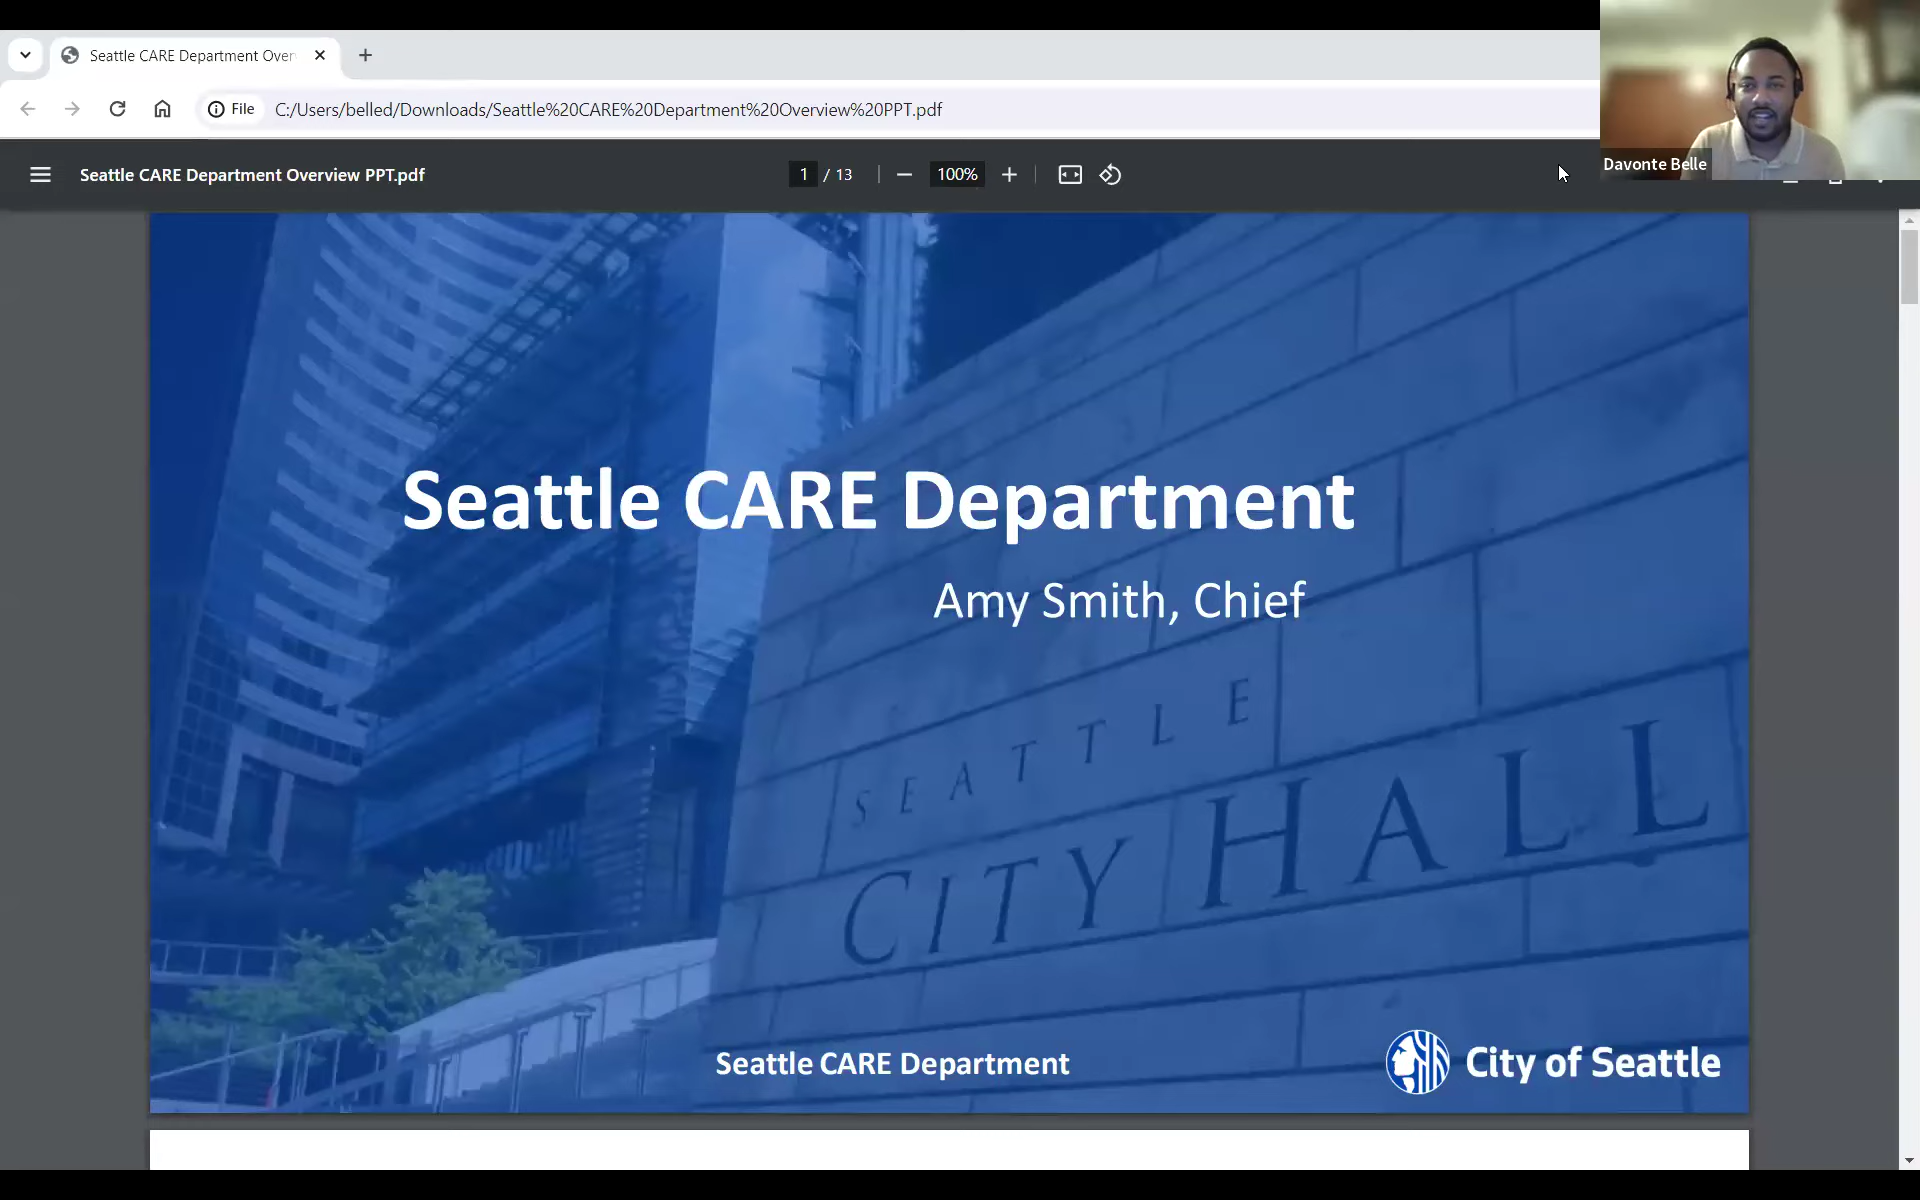 Seattle CARE Department Over
File
C:/Users/belled/Downloads/Seattle%20CARE%20Department%20Overview%20PPT.pdf
Davonte Belle
Seattle CARE Department Overview PPT.pdf
1 / 13
100%
Seattle CARE Department
Amy Smith, Chief
SEATTLE
CITY HALL
Seattle CARE Department
City of Seattle